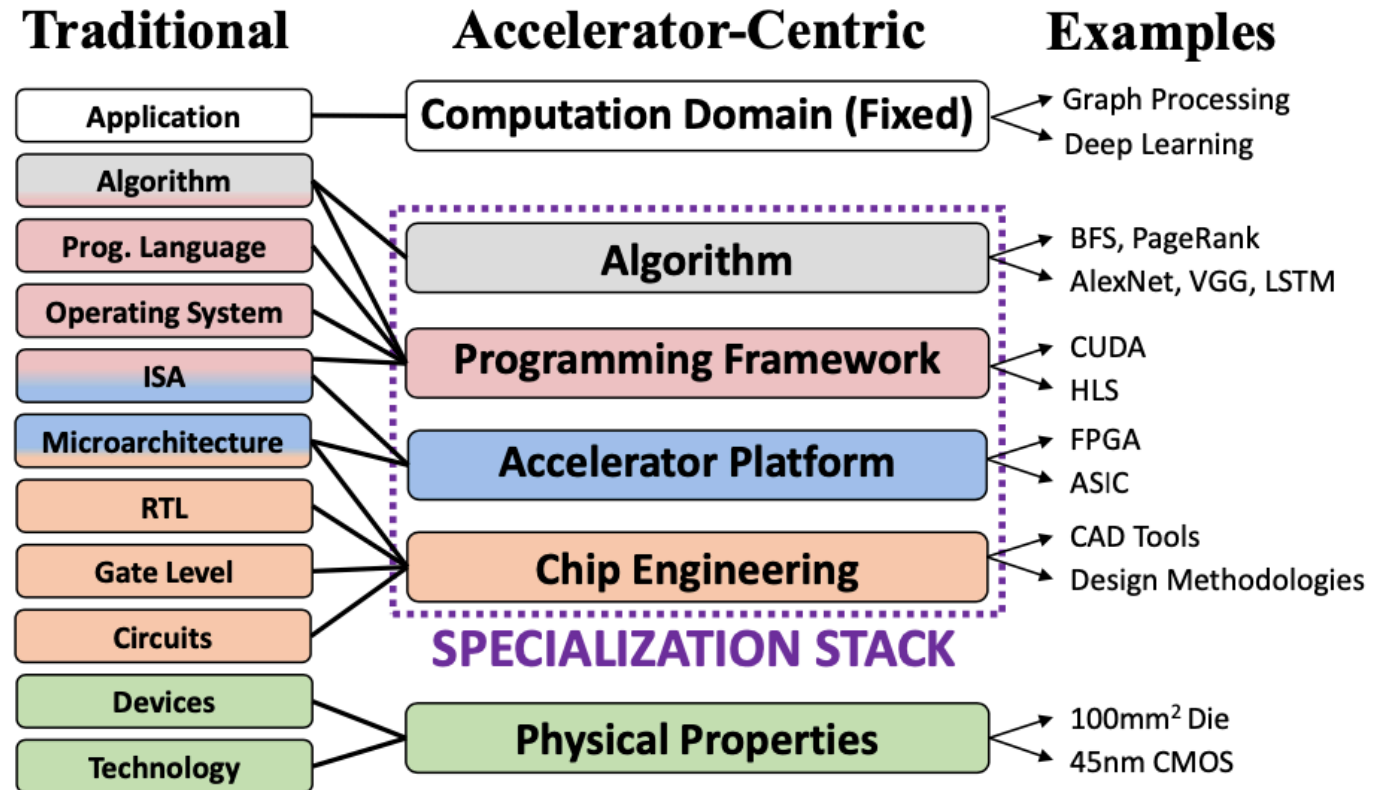 Traditional
Accelerator-Centric
Examples
Application
Computation Domain (Fixed)
Graph Processing
Deep Learning
Algorithm
Prog. Language
Operating System
ISA
Microarchitecture
RTL
Gate Level
Circuits
Devices
Technology
Algorithm
BFS, PageRank
AlexNet, VGG, LSTM
Programming Framework
CUDA
HLS
Accelerator Platform
FPGA
ASIC
Chip Engineering
CAD Tools
Design Methodologies
SPECIALIZATION STACK
Physical Properties
100mm² Die
45nm CMOS